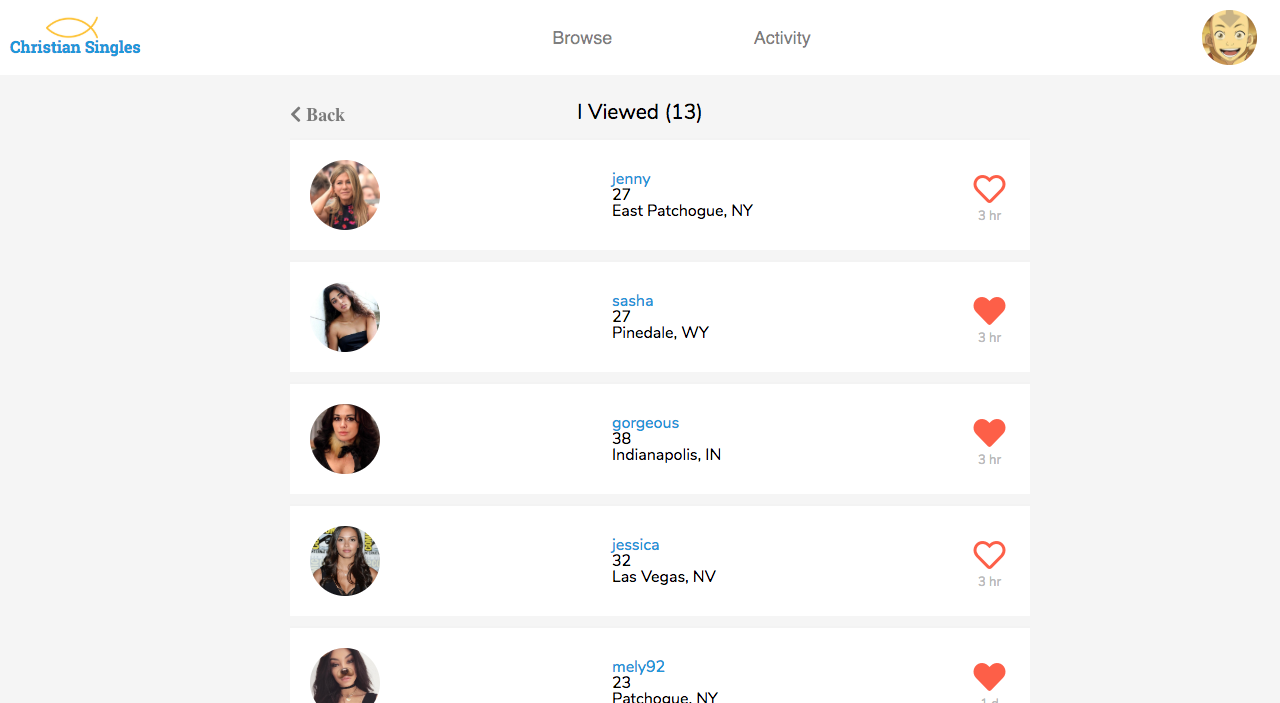 Christian Singles
Browse
Activity
Back
I Viewed (13)
jenny
27
East Patchogue, NY
3 hr
sasha
27
Pinedale, WY
3 hr
gorgeous
38
Indianapolis, IN
3 hr
jessica
32
Las Vegas, NV
3 hr
mely92
23
Patchogue, NY
1 d